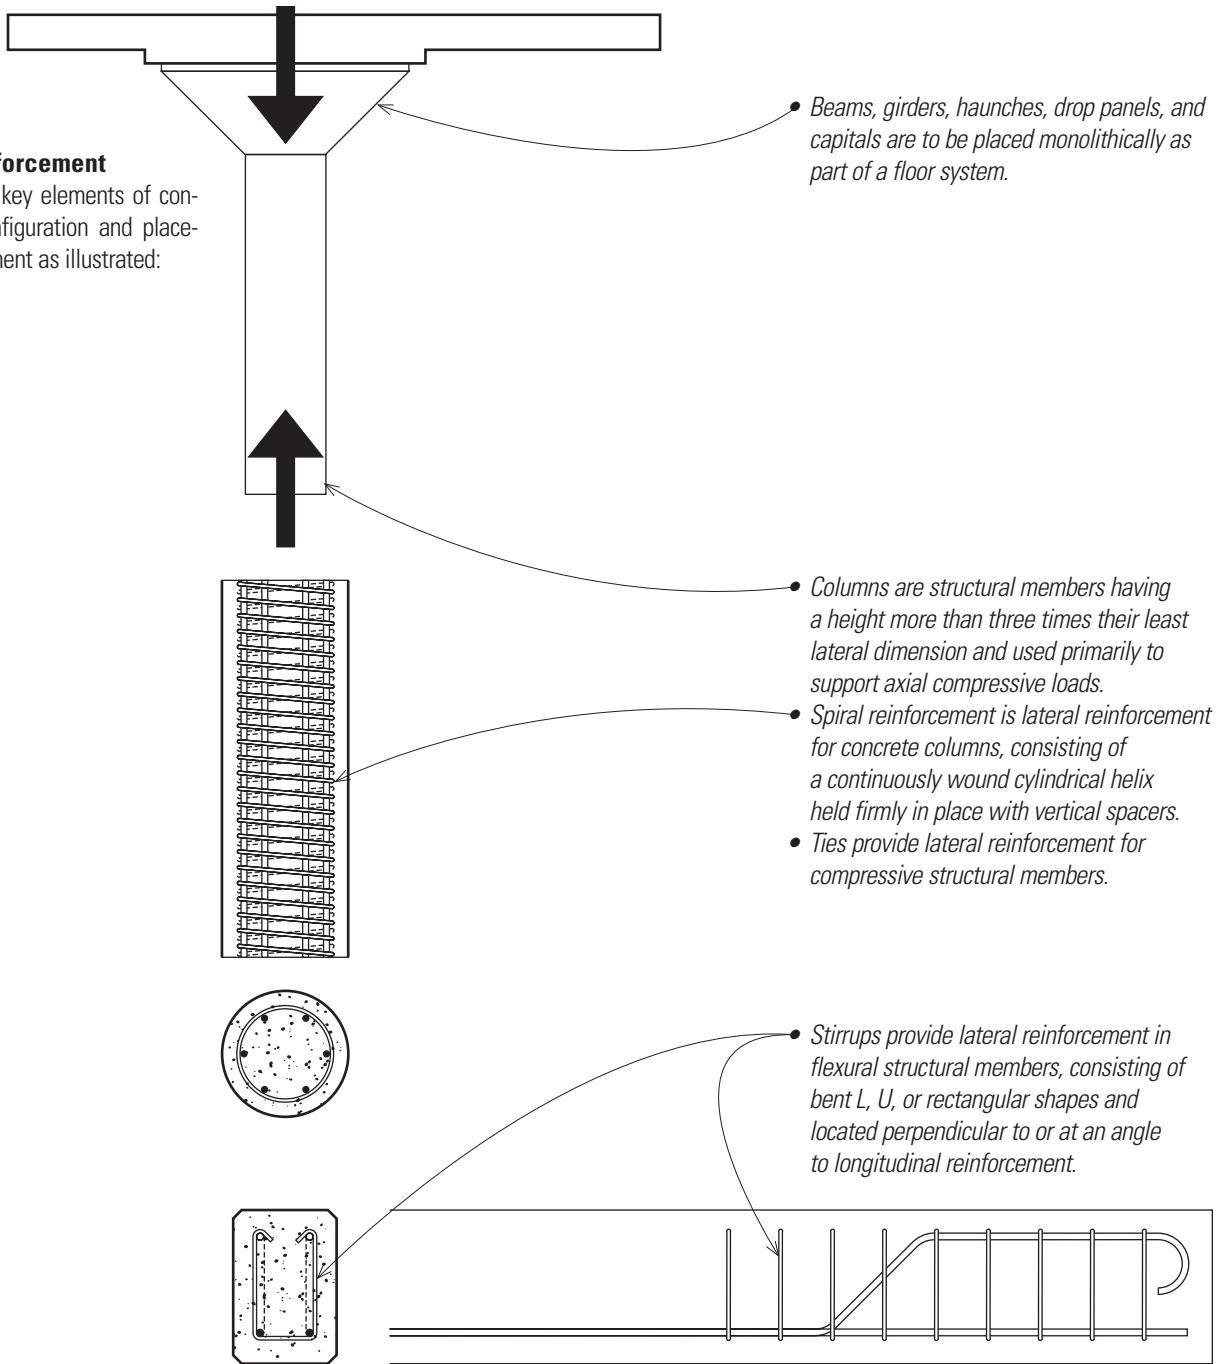 forcement
key elements of con-
figuration and place-
ment as illustrated:
• Beams, girders, haunches, drop panels, and
capitals are to be placed monolithically as
part of a floor system.
• Columns are structural members having
a height more than three times their least
lateral dimension and used primarily to
support axial compressive loads.
• Spiral reinforcement is lateral reinforcement
for concrete columns, consisting of
a continuously wound cylindrical helix
held firmly in place with vertical spacers.
• Ties provide lateral reinforcement for
compressive structural members.
• Stirrups provide lateral reinforcement in
flexural structural members, consisting of
bent L, U, or rectangular shapes and
located perpendicular to or at an angle
to longitudinal reinforcement.